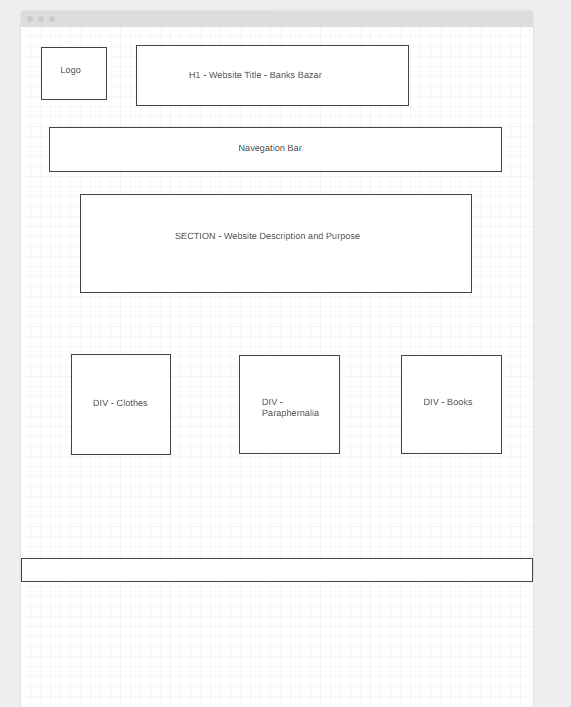 Logo
H1 - Website Title - Banks Bazar
Navegation Bar
SECTION - Website Description and Purpose
DIV - Clothes
DIV -
Paraphernalia
DIV - Books